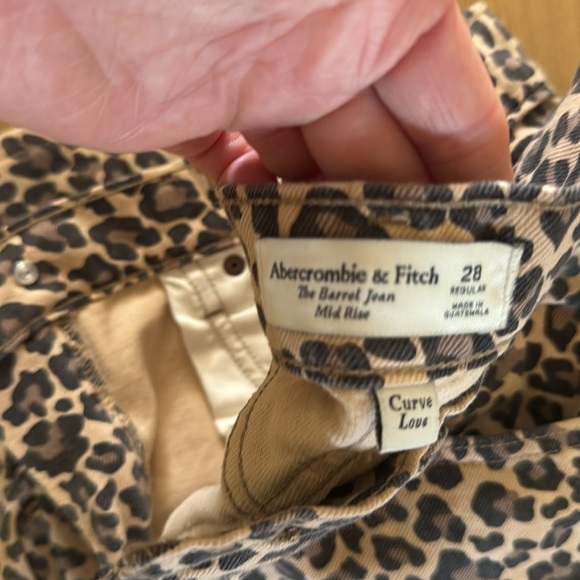 Abercrombie & Fitch
The Barrel Jean
Mid Rise
28
REGULAR
MADE IN
GUATEMALA
Curve
Love